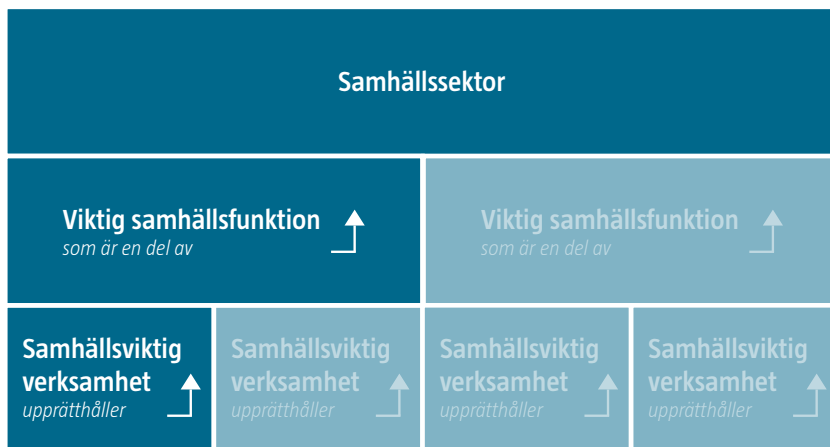 Samhällssektor
Viktig samhällsfunktion
som är en del av
Viktig samhällsfunktion
som är en del av
Samhällsviktig
verksamhet
upprätthåller
Samhällsviktig
verksamhet
upprätthåller
Samhällsviktig
verksamhet
upprätthåller
Samhällsviktig
verksamhet
upprätthåller